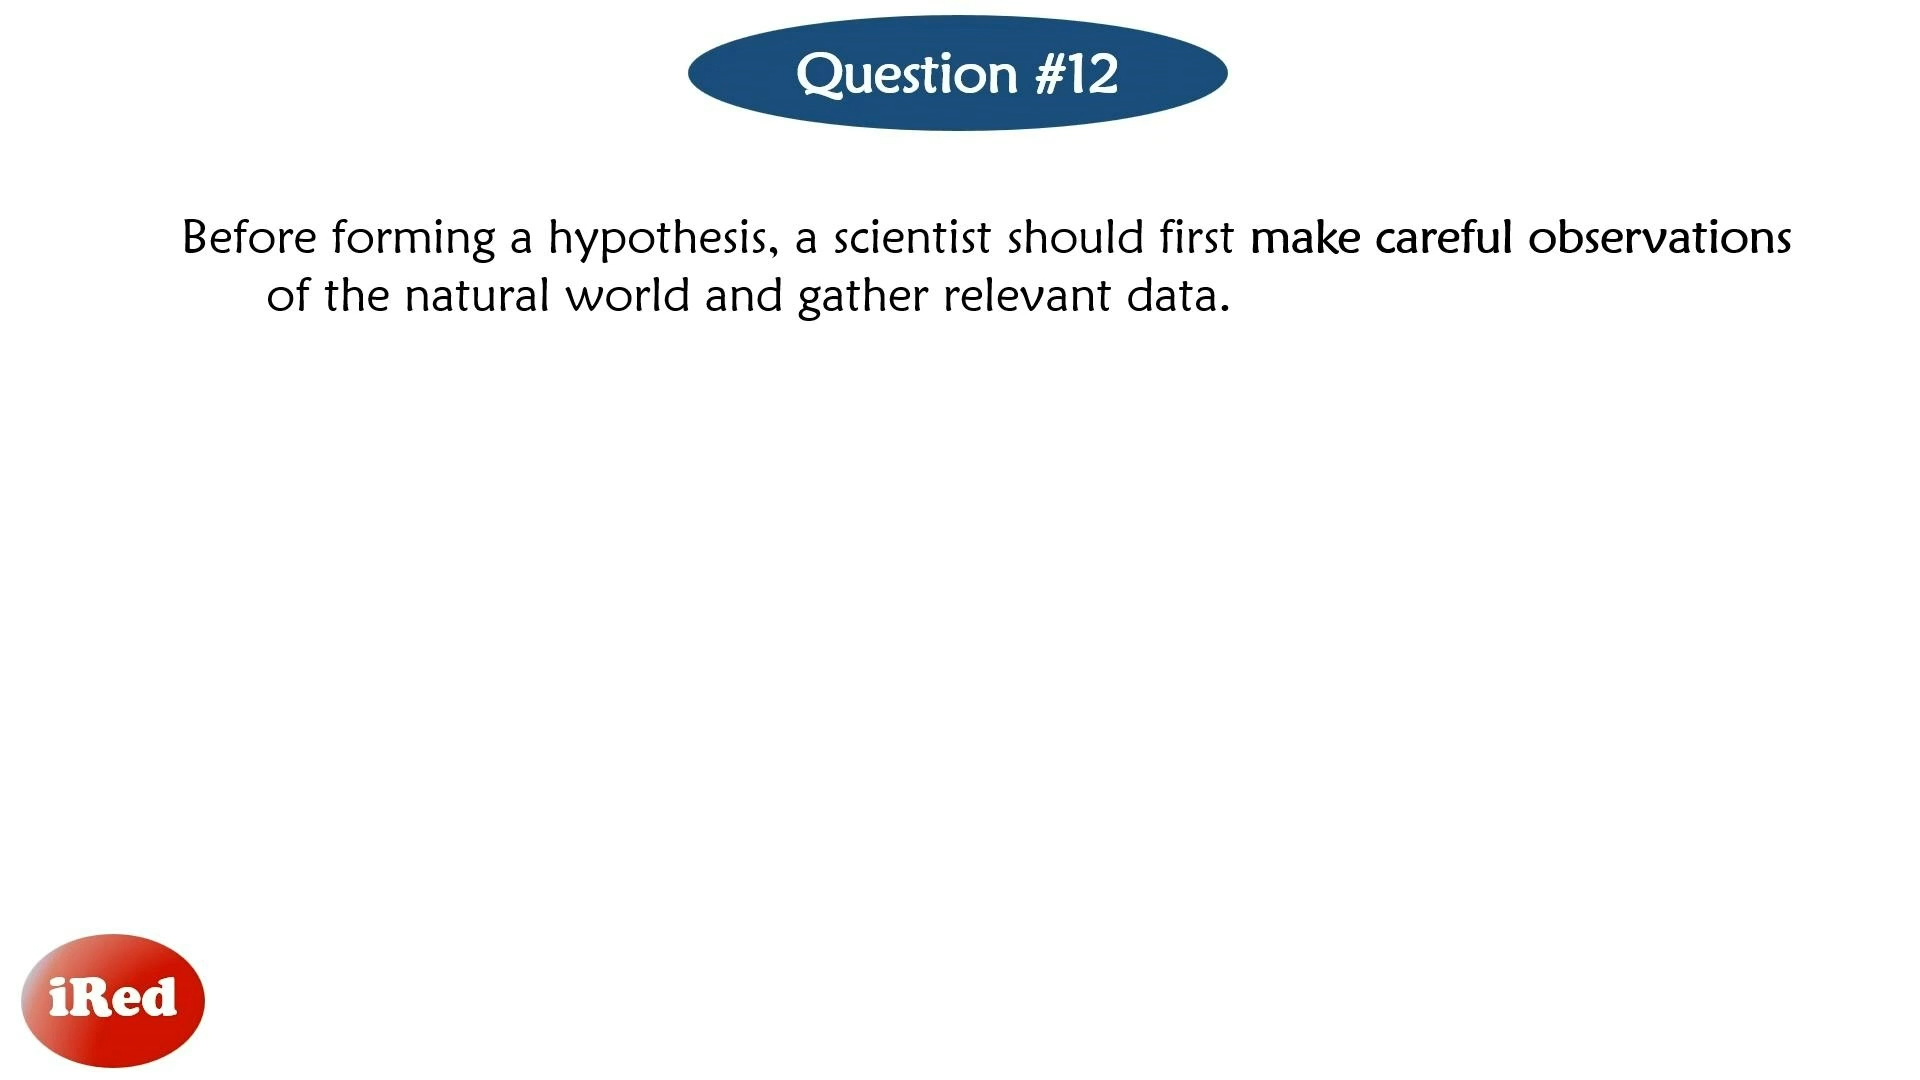 Question #12
Before forming a hypothesis, a scientist should first make careful observations
of the natural world and gather relevant data.
iRed